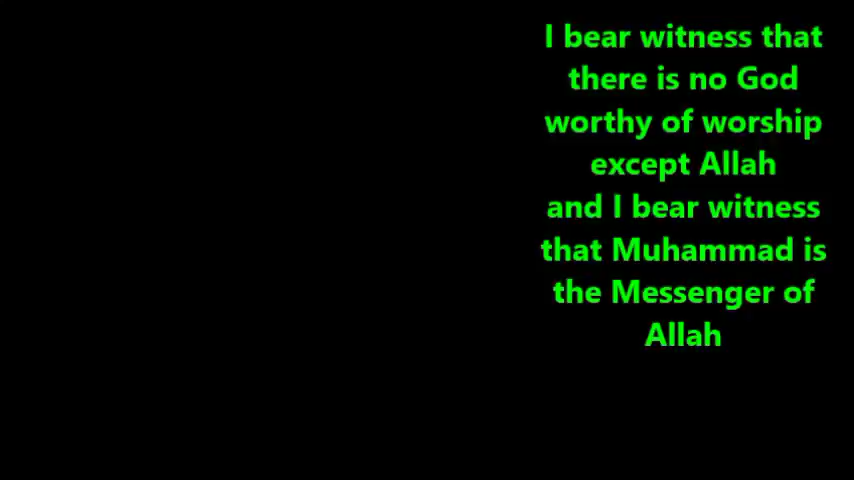 I bear witness that
there is no God
worthy of worship
except Allah
and I bear witness
that Muhammad is
the Messenger of
Allah